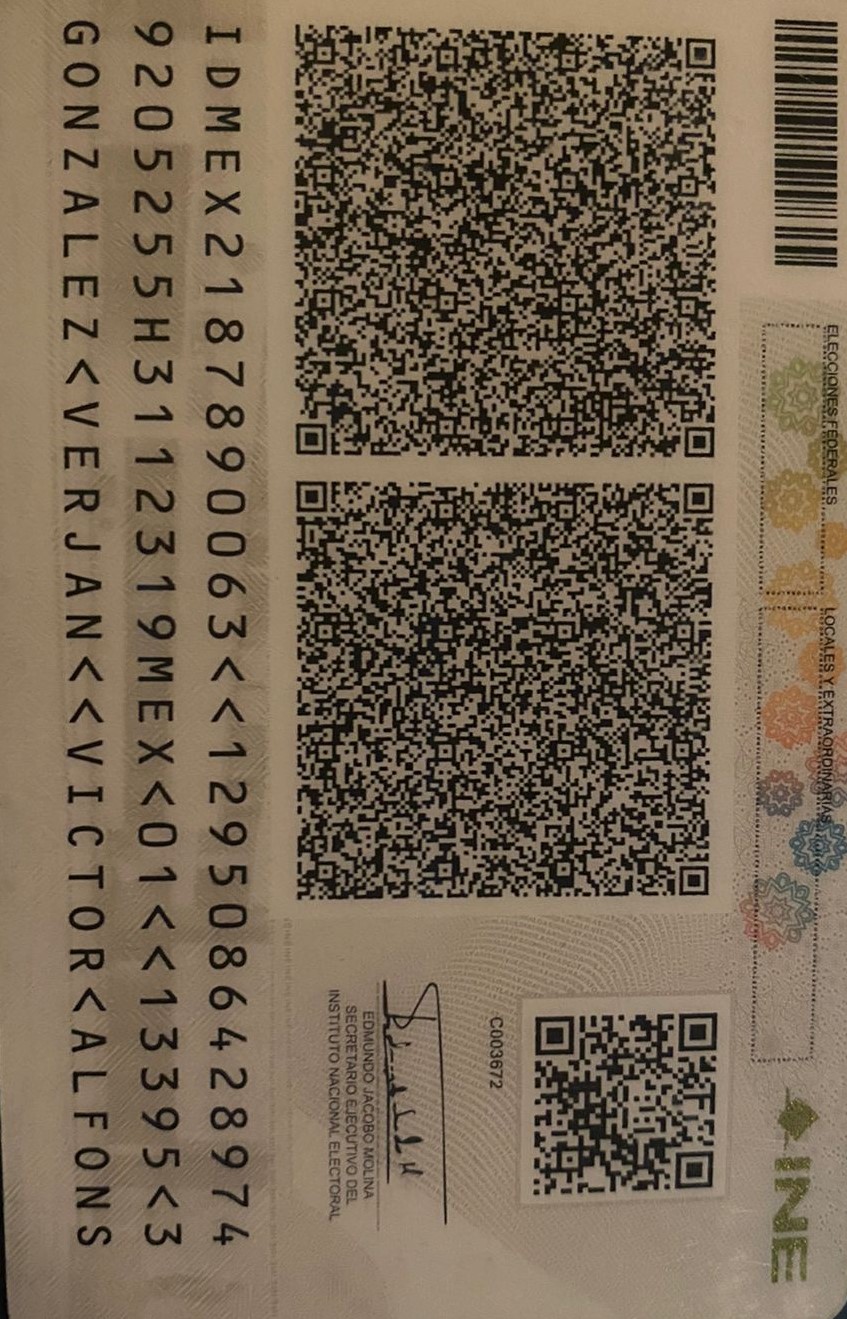 ELECCIONES FEDERALES
LOCALES Y EXTRAORDINARIAS
INE
C003672
EDMUNDO JACOBO MOLINA
SECRETARIO EJECUTIVO DEL
INSTITUTO NACIONAL ELECTORAL
IDMEX2187890063<<1295086428974
9205255H3112319MEX<01<<13395<3
GONZALEZ<VERJAN<<VICTOR<ALFONS